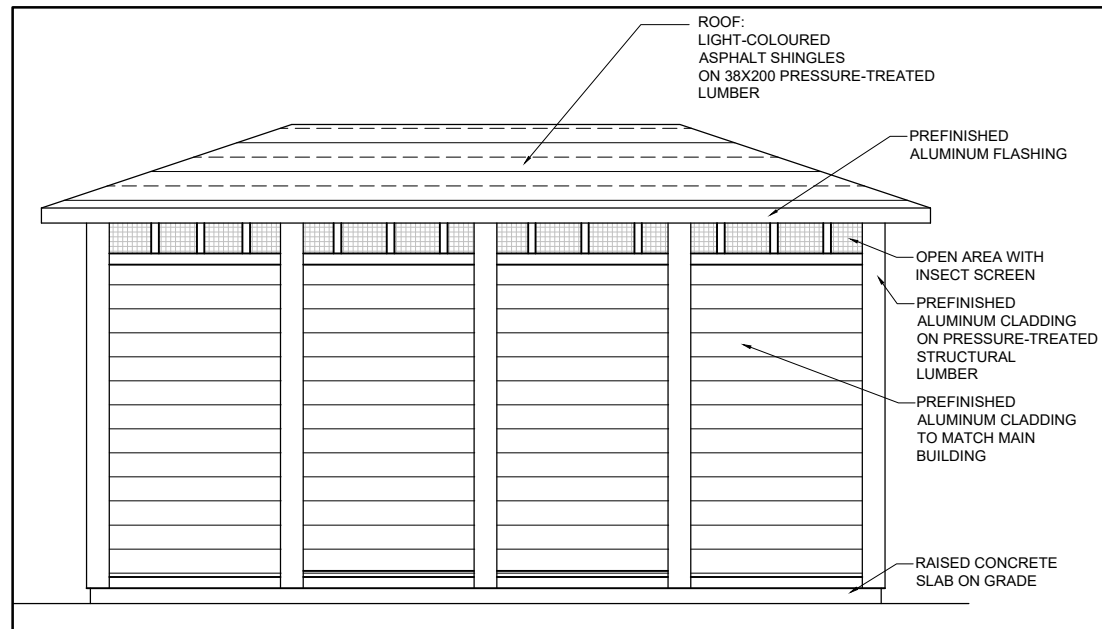 ROOF:
LIGHT-COLOURED
ASPHALT SHINGLES
ON 38X200 PRESSURE-TREATED
LUMBER
PREFINISHED
ALUMINUM FLASHING
OPEN AREA WITH
INSECT SCREEN
PREFINISHED
ALUMINUM CLADDING
ON PRESSURE-TREATED
STRUCTURAL
LUMBER
PREFINISHED
ALUMINUM CLADDING
TO MATCH MAIN
BUILDING
RAISED CONCRETE
SLAB ON GRADE